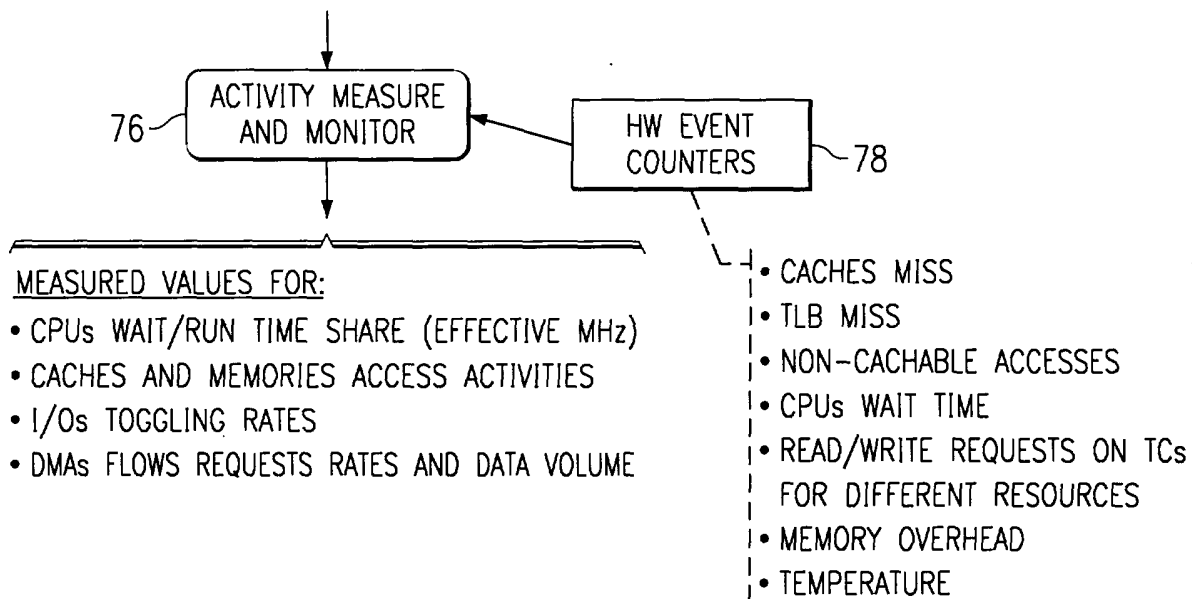 ACTIVITY MEASURE
AND MONITOR
76
HW EVENT
COUNTERS
78
MEASURED VALUES FOR:
• CPUs WAIT/RUN TIME SHARE (EFFECTIVE MHz)
• CACHES AND MEMORIES ACCESS ACTIVITIES
• I/Os TOGGLING RATES
• DMAs FLOWS REQUESTS RATES AND DATA VOLUME
• CACHES MISS
• TLB MISS
• NON-CACHABLE ACCESSES
• CPUs WAIT TIME
• READ/WRITE REQUESTS ON TCs
FOR DIFFERENT RESOURCES
• MEMORY OVERHEAD
• TEMPERATURE